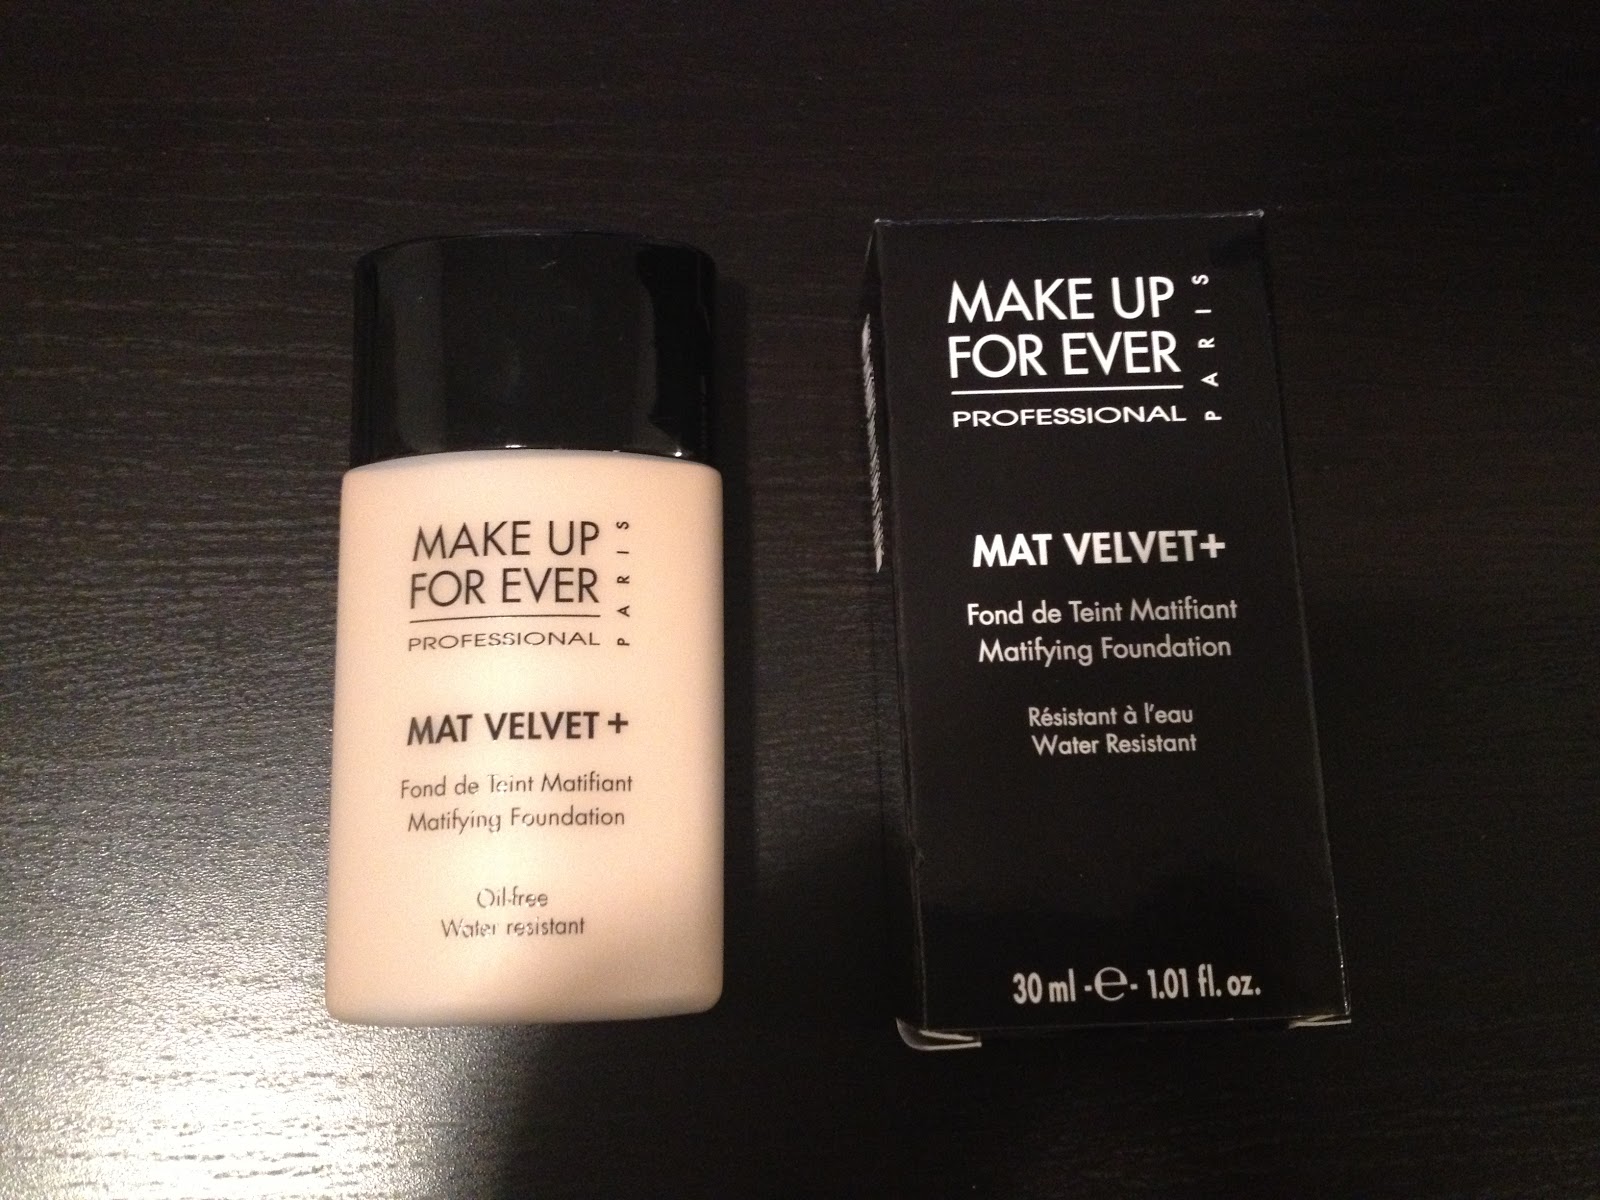 MAKE UP
FOR EVER
PROFESSIONAL
PARIS
MAT VELVET +
Fond de Teint Matifiant
Matifying Foundation
Oil-free
Water resistant
MAKE UP
FOR EVER
PROFESSIONAL
PARIS
MAT VELVET+
Fond de Teint Matifiant
Matifying Foundation
Résistant à l'eau
Water Resistant
30 ml -e- 1.01 fl. oz.